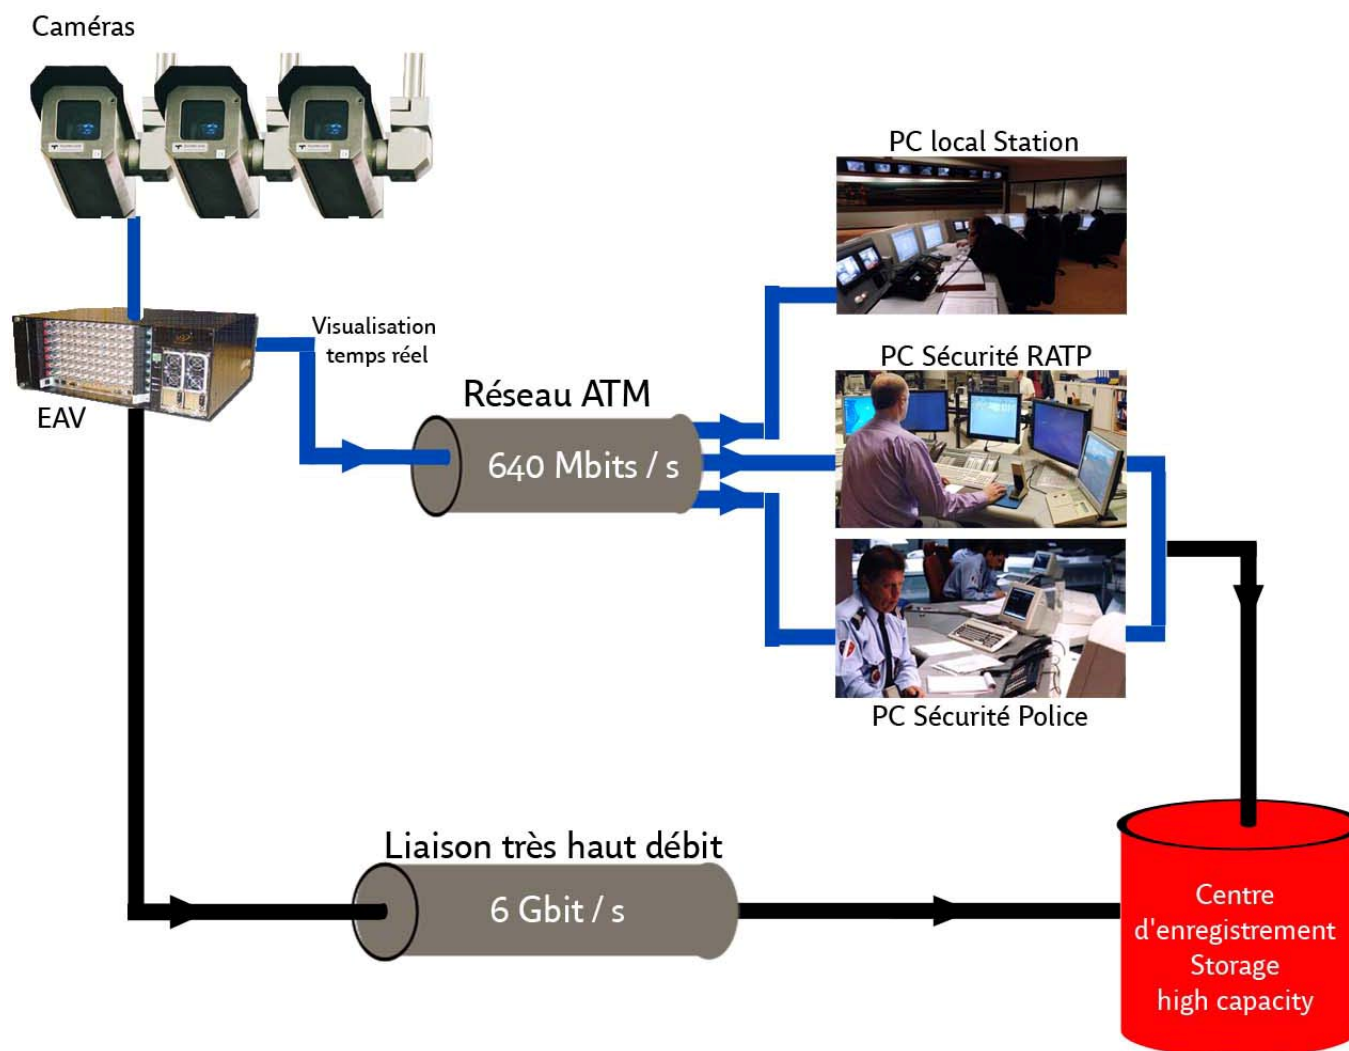 Caméras
PC local Station
Visualisation
temps réel
PC Sécurité RATP
EAV
Réseau ATM
640 Mbits / s
PC Sécurité Police
Liaison très haut débit
6 Gbit / s
Centre
d'enregistrement
Storage
high capacity